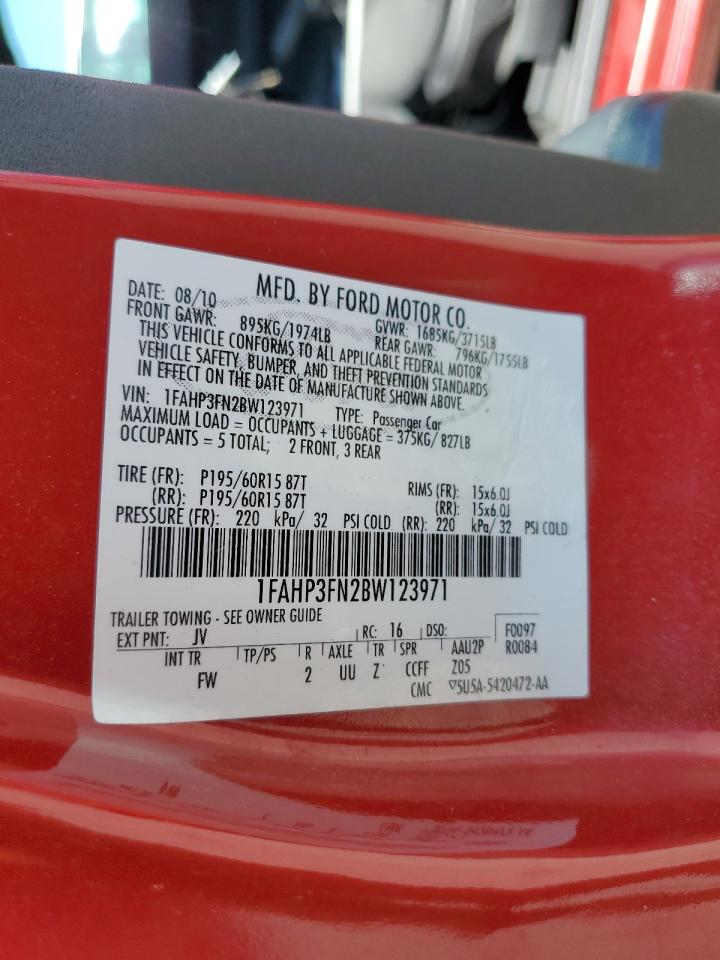 MFD. BY FORD MOTOR CO.
DATE: 08/10 GVWR: 1685KG/3715LB
FRONT GAWR: 895KG/1974LB REAR GAWR: 796KG/1755LB
THIS VEHICLE CONFORMS TO ALL APPLICABLE FEDERAL MOTOR
VEHICLE SAFETY, BUMPER, AND THEFT PREVENTION STANDARDS
IN EFFECT ON THE DATE OF MANUFACTURE SHOWN ABOVE.
VIN: 1FAHP3FN2BW123971 TYPE: Passenger Car
MAXIMUM LOAD = OCCUPANTS + LUGGAGE = 375KG/ 827LB
OCCUPANTS = 5 TOTAL; 2 FRONT, 3 REAR
TIRE (FR): P195/60R15 87T RIMS (FR): 15x6.0J
(RR): P195/60R15 87T (RR): 15x6.0J
PRESSURE (FR): 220 kPa/ 32 PSI COLD (RR): 220 kPa/ 32 PSI COLD
1FAHP3FN2BW123971
TRAILER TOWING - SEE OWNER GUIDE
EXT PNT: JV RC: 16 DSO: F0097
INT TR TP/PS R AXLE TR SPR AAU2P R0084
FW 2 UU Z CCFF Z05
CMC ▽5U5A-5420472-AA